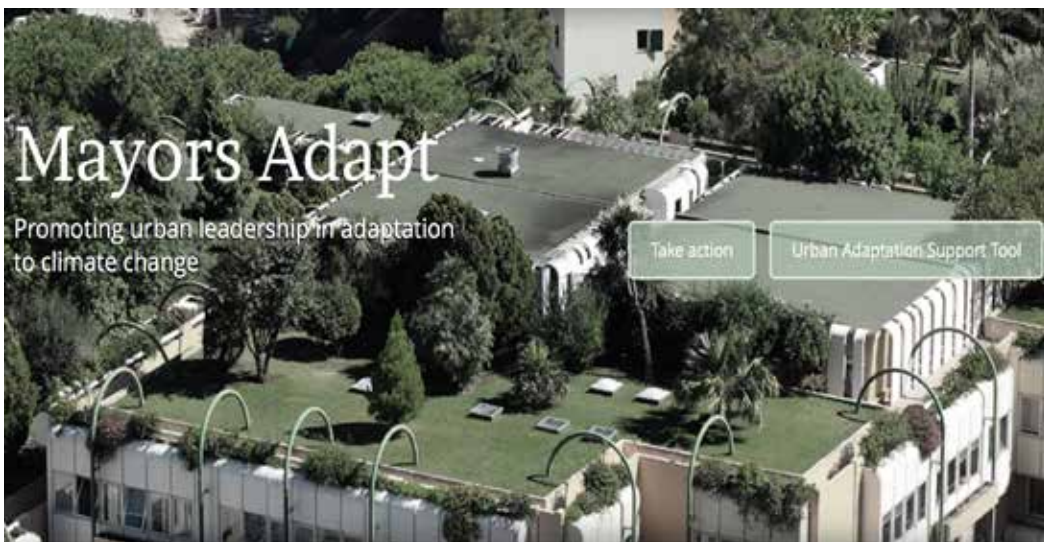 Mayors Adapt
Promoting urban leadership in adaptation
to climate change
Take action
Urban Adaptation Support Tool